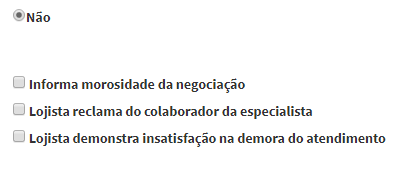 Não
Informa morosidade da negociação
Lojista reclama do colaborador da especialista
Lojista demonstra insatisfação na demora do atendimento